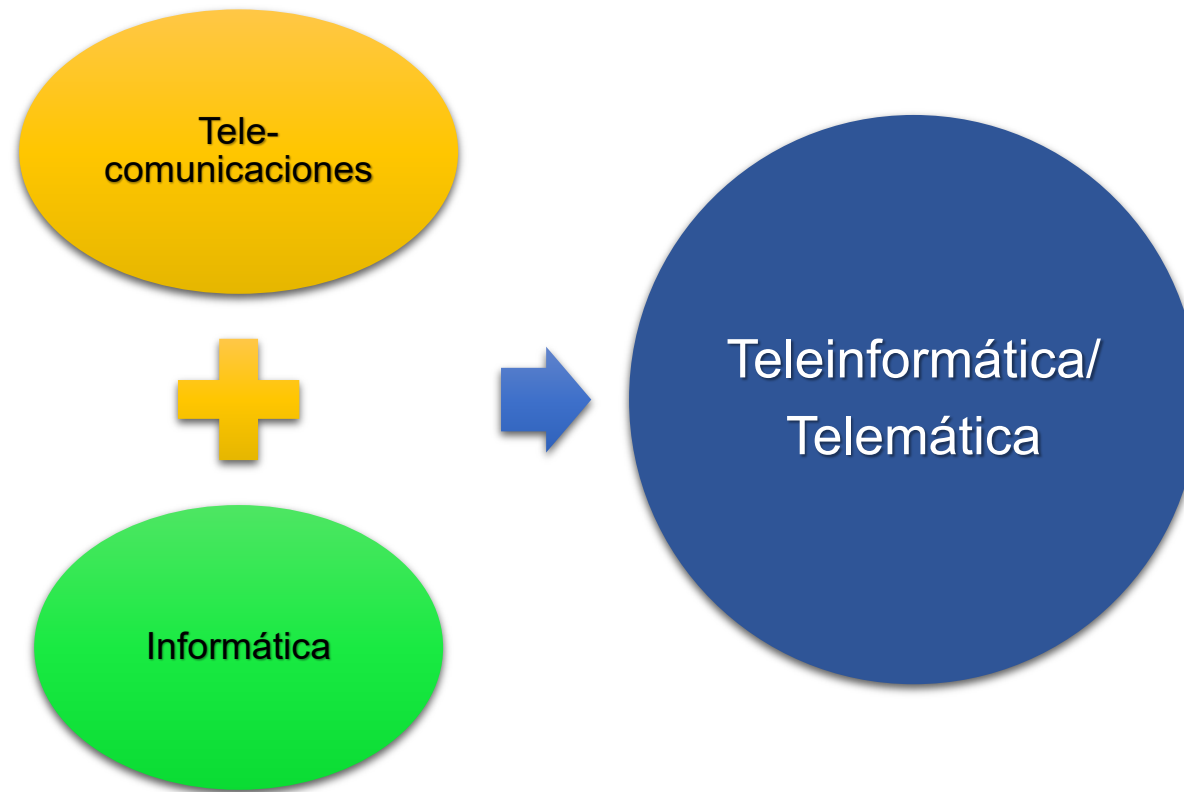 Tele-
comunicaciones
Informática
Teleinformática/
Telemática